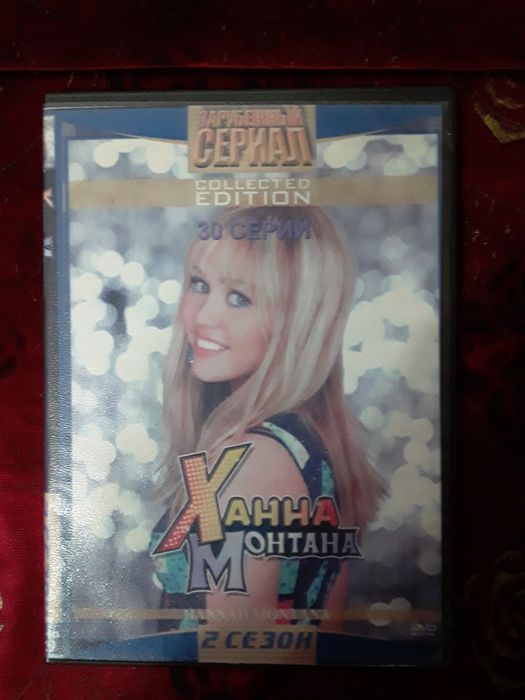 ЗАРУБЕЖНЫЙ
СЕРИАЛ
COLLECTED
EDITION
30 СЕРИЙ
ХАННА
МОНТАНА
HANNAH MONTANA
2 СЕЗОН
DVD